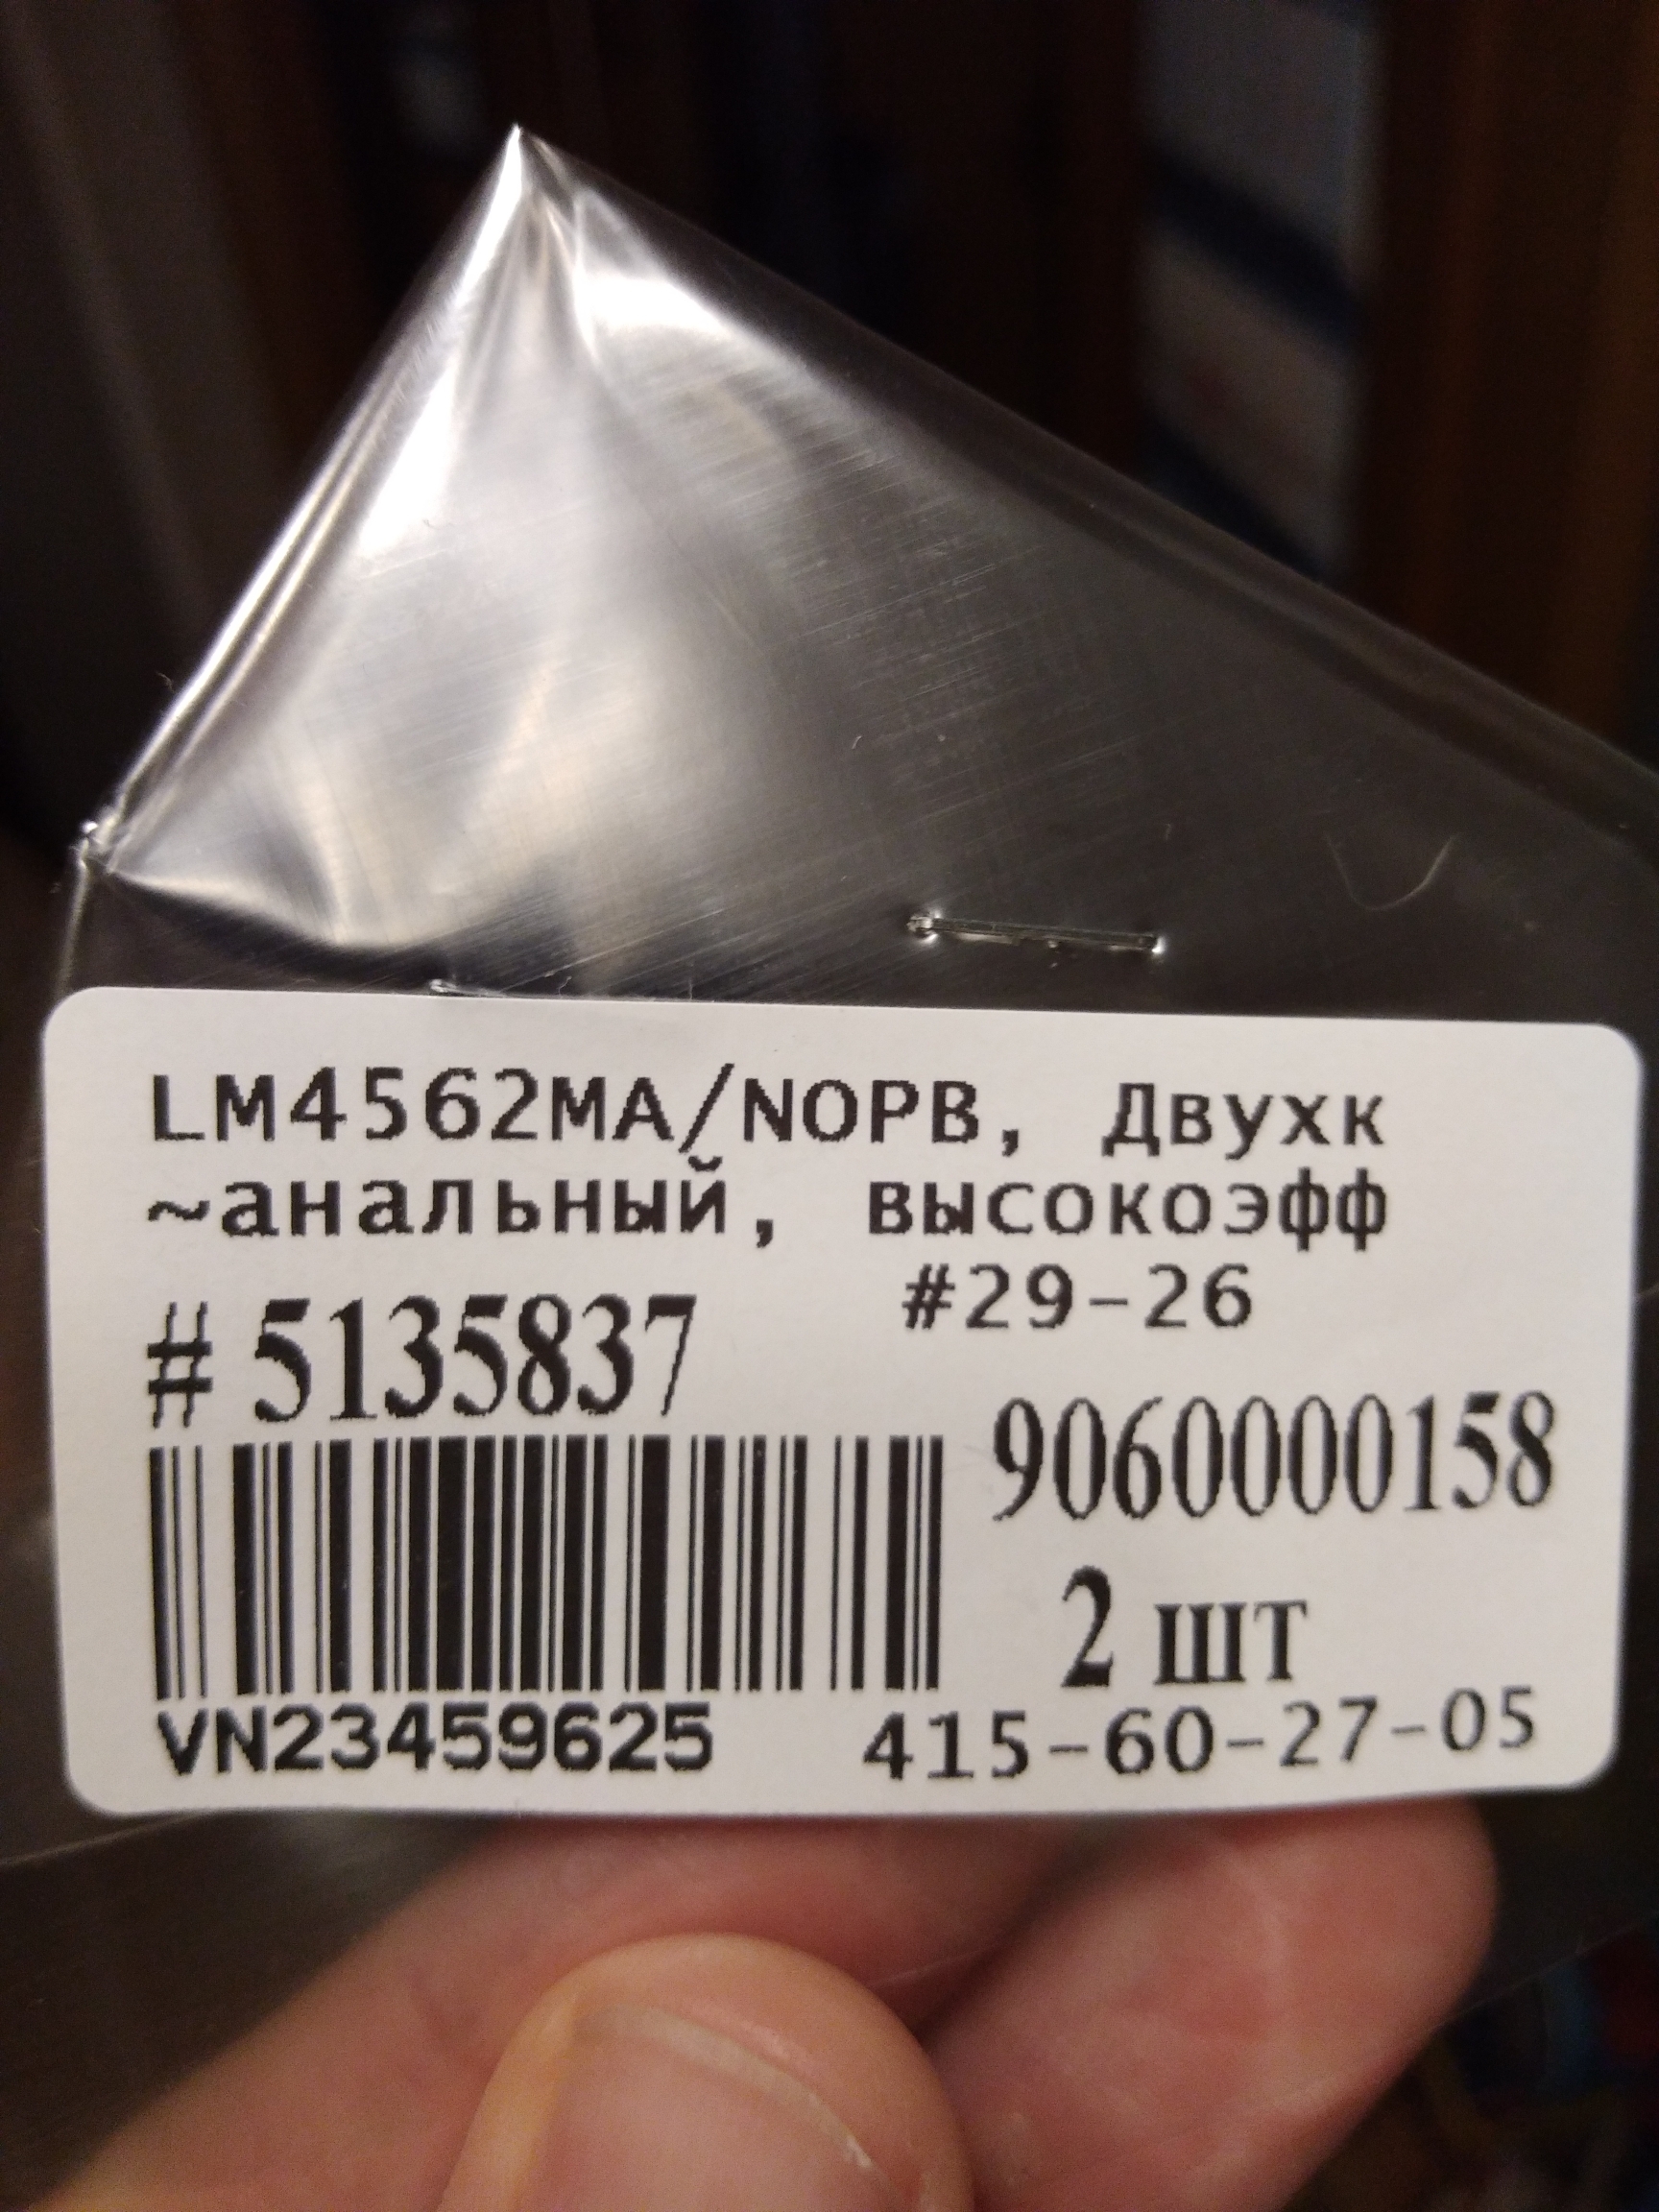 LM4562MA/NOPB, Двухк
~анальный, высокоэфф
#29-26
# 5135837
9060000158
2 шт
VN23459625 415-60-27-05